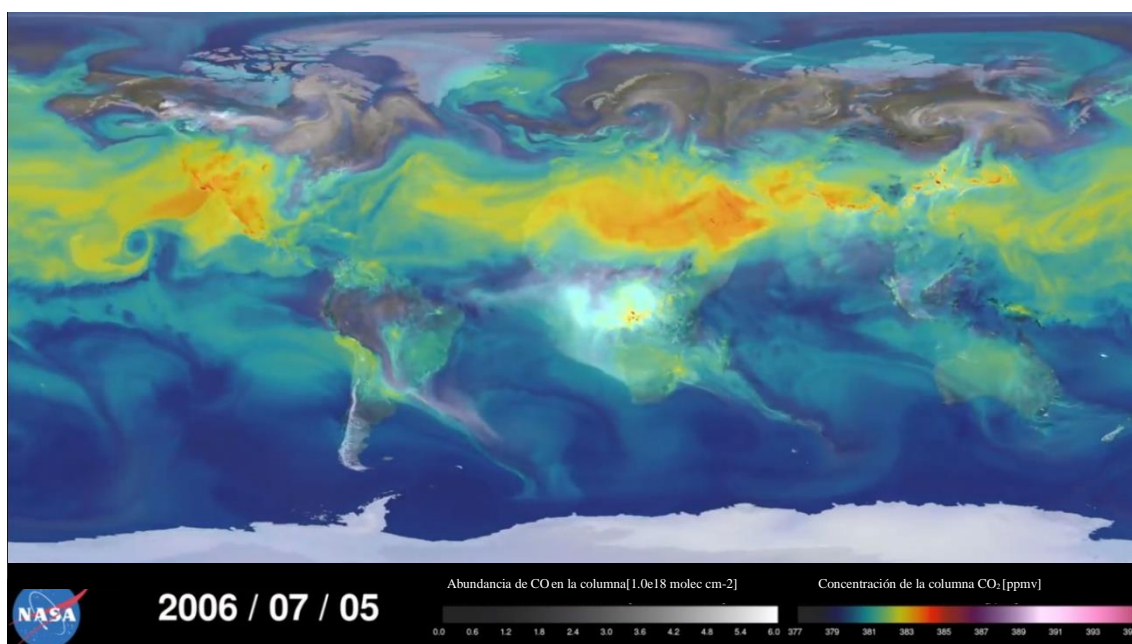 Abundancia de CO en la columna[1.0e18 molec cm-2]
Concentración de la columna CO₂ [ppmv]
NASA
2006 / 07 / 05
0.0 0.6 1.2 1.8 2.4 3.0 3.6 4.2 4.8 5.4 6.0
377 379 381 383 385 387 389 391 393